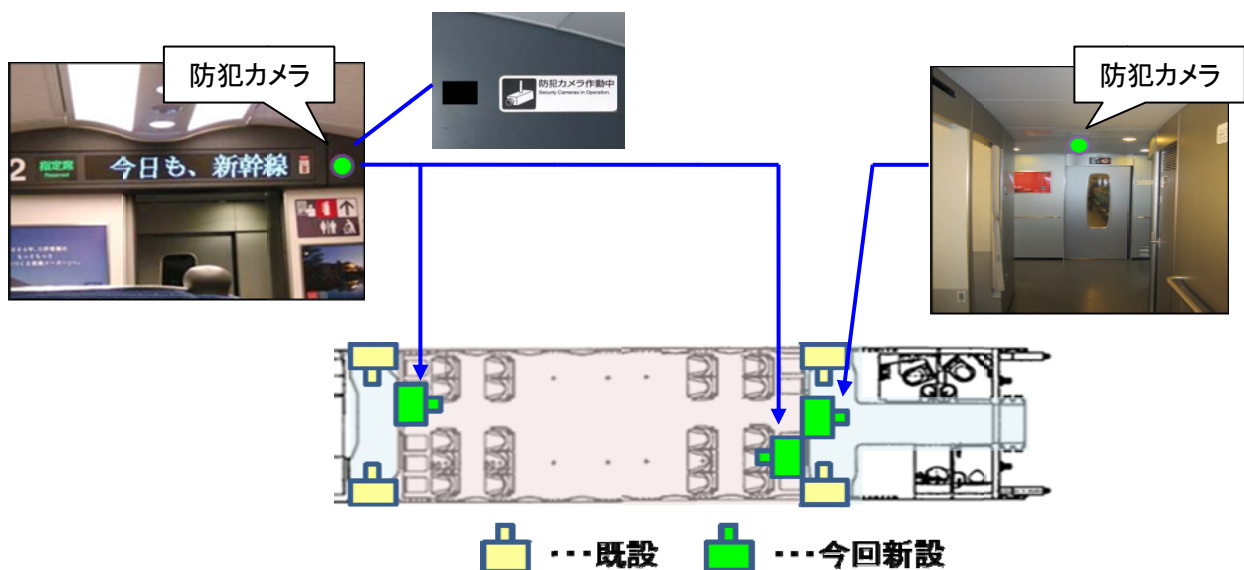 防犯カメラ
防犯カメラ作動中
Security Cameras in Operation.
防犯カメラ
2 指定席
Reserved
今日も、新幹線
･･･既設
･･･今回新設